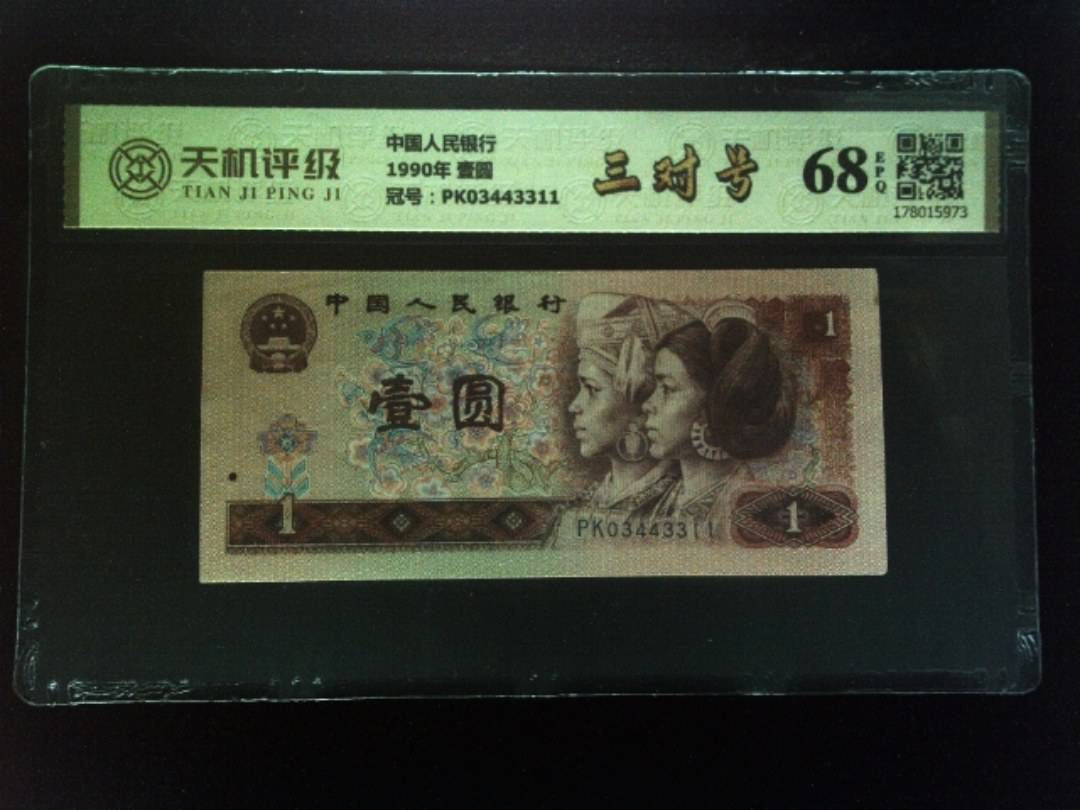 天机评级
TIAN JI PING JI
中国人民银行
1990年 壹圆
冠号：PK03443311
三对号
68
EPQ
178015973
中国人民银行
1
壹圆
1
PK03443311
1